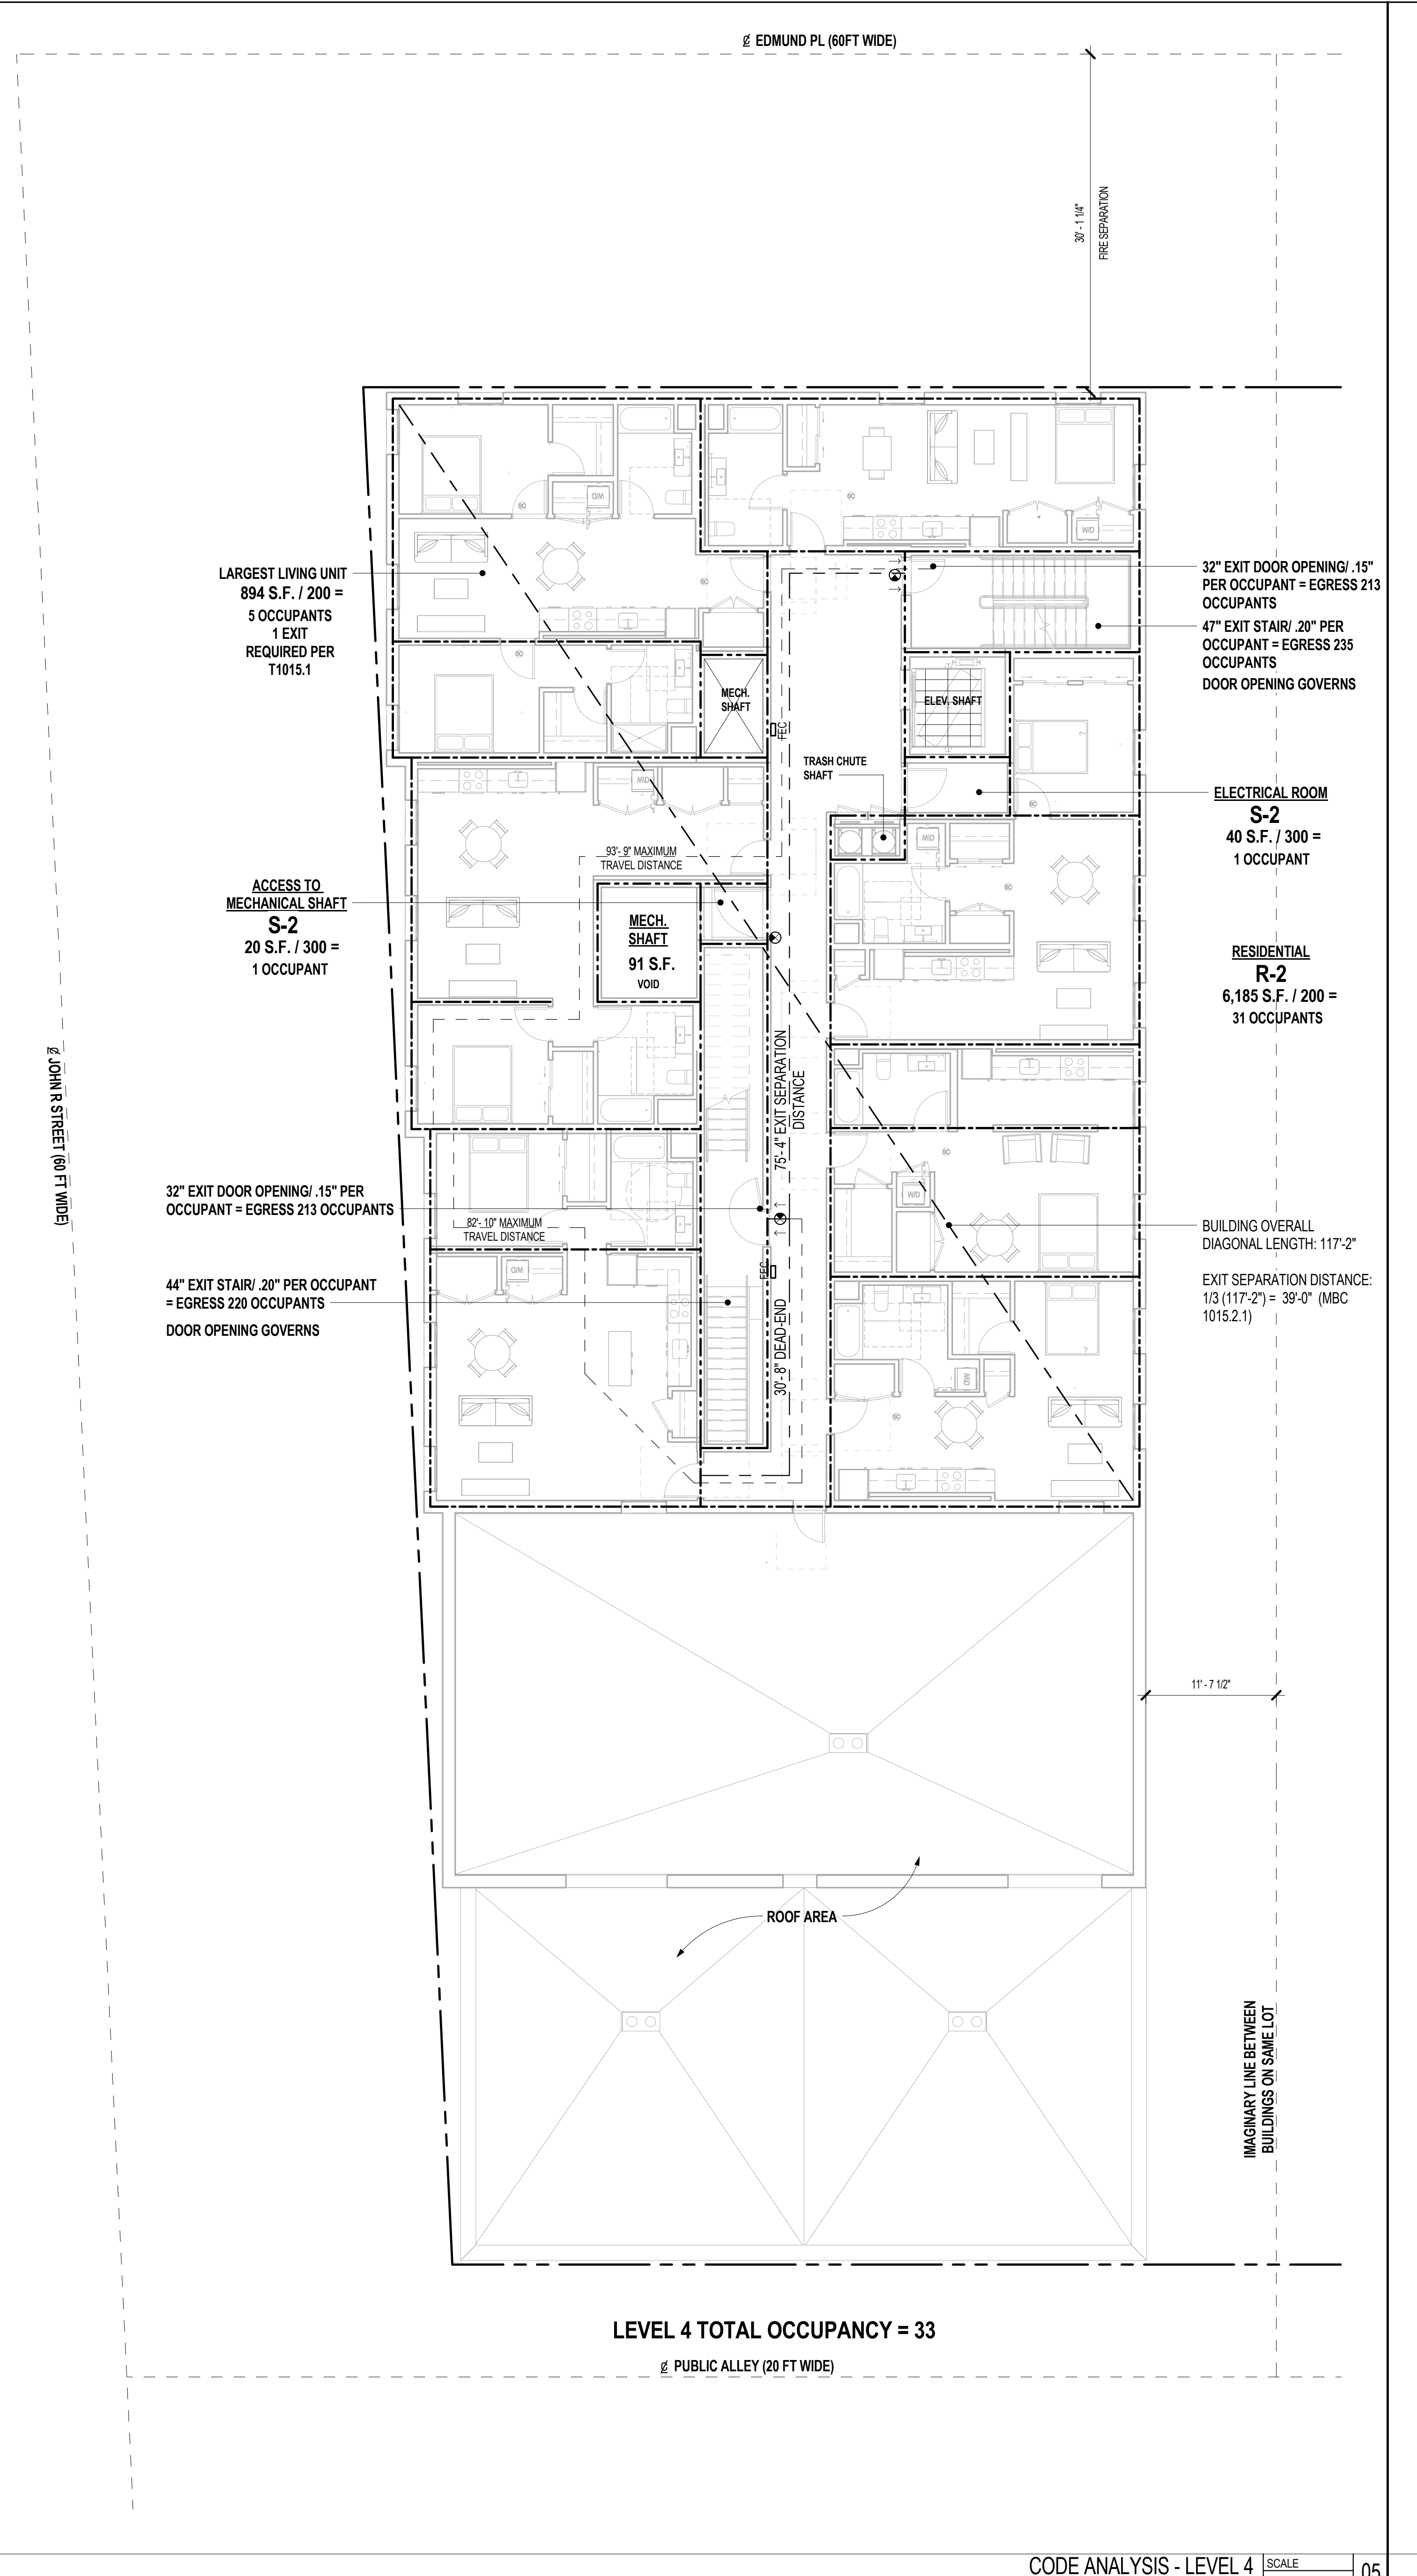 ℄ EDMUND PL (60FT WIDE)
30' - 1 1/4"
FIRE SEPARATION
LARGEST LIVING UNIT
894 S.F. / 200 =
5 OCCUPANTS
1 EXIT
REQUIRED PER
T1015.1
32" EXIT DOOR OPENING/ .15"
PER OCCUPANT = EGRESS 213
OCCUPANTS
47" EXIT STAIR/ .20" PER
OCCUPANT = EGRESS 235
OCCUPANTS
DOOR OPENING GOVERNS
W/D
W/D
MECH.
SHAFT
ELEV. SHAFT
FEC
TRASH CHUTE
SHAFT
W/D
W/D
ELECTRICAL ROOM
S-2
40 S.F. / 300 =
1 OCCUPANT
93'- 9" MAXIMUM
TRAVEL DISTANCE
ACCESS TO
MECHANICAL SHAFT
S-2
20 S.F. / 300 =
1 OCCUPANT
MECH.
SHAFT
91 S.F.
VOID
RESIDENTIAL
R-2
6,185 S.F. / 200 =
31 OCCUPANTS
℄ JOHN R STREET (60 FT WIDE)
75'- 4" EXIT SEPARATION
DISTANCE
32" EXIT DOOR OPENING/ .15" PER
OCCUPANT = EGRESS 213 OCCUPANTS
82'- 10" MAXIMUM
TRAVEL DISTANCE
W/D
W/D
FEC
44" EXIT STAIR/ .20" PER OCCUPANT
= EGRESS 220 OCCUPANTS
DOOR OPENING GOVERNS
30'- 8" DEAD-END
W/D
BUILDING OVERALL
DIAGONAL LENGTH: 117'-2"
EXIT SEPARATION DISTANCE:
1/3 (117'-2") = 39'-0" (MBC
1015.2.1)
11' - 7 1/2"
ROOF AREA
IMAGINARY LINE BETWEEN
BUILDINGS ON SAME LOT
LEVEL 4 TOTAL OCCUPANCY = 33
℄ PUBLIC ALLEY (20 FT WIDE)
CODE ANALYSIS - LEVEL 4
SCALE
05